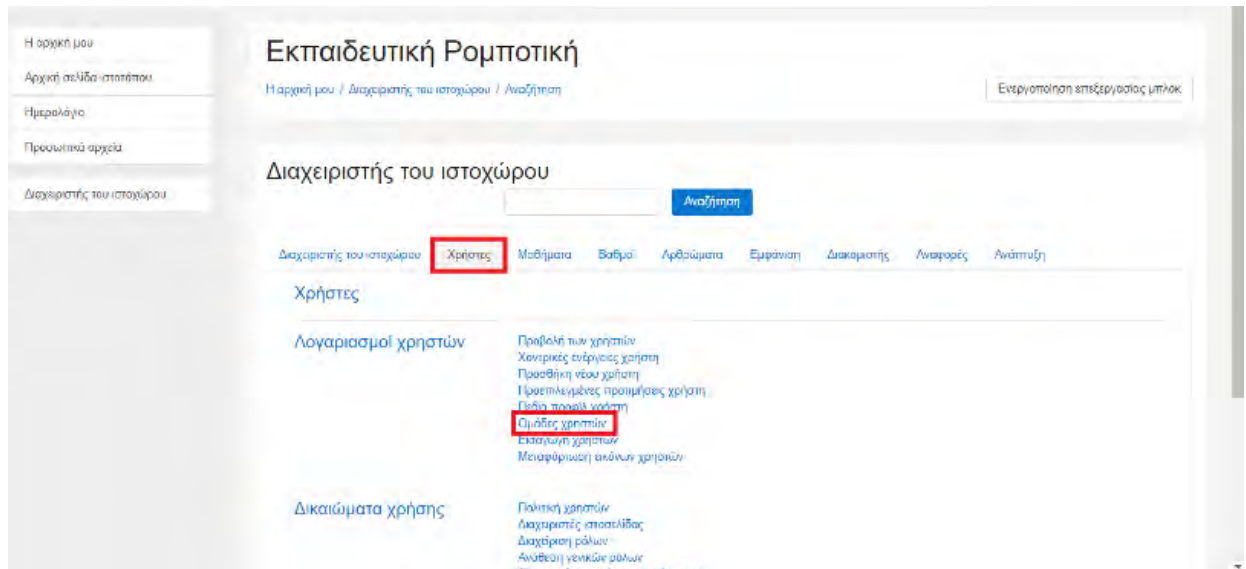 Η αρχική μου
Αρχική σελίδα ιστοτόπου
Ημερολόγιο
Προσωπικά αρχεία
Διαχειριστής του ιστοχώρου
Εκπαιδευτική Ρομποτική
Η αρχική μου / Διαχειριστής του ιστοχώρου / Αναζήτηση
Ενεργοποίηση επεξεργασίας μπλοκ
Διαχειριστής του ιστοχώρου
Αναζήτηση
Διαχειριστής του ιστοχώρου Χρήστες Μαθήματα Βαθμοί Αρθρώματα Εμφάνιση Διακομιστής Αναφορές Ανάπτυξη
Χρήστες
Λογαριασμοί χρηστών
Προβολή των χρηστών
Χοντρικές ενέργειες χρήστη
Προσθήκη νέου χρήστη
Προεπιλεγμένες προτιμήσεις χρήστη
Πεδία προφίλ χρήστη
Ομάδες χρηστών
Εισαγωγή χρηστών
Μεταφόρτωση εικόνων χρηστών
Δικαιώματα χρήσης
Πολιτική χρηστών
Διαχειριστές ιστοσελίδας
Διαχείριση ρόλων
Ανάθεση γενικών ρόλων